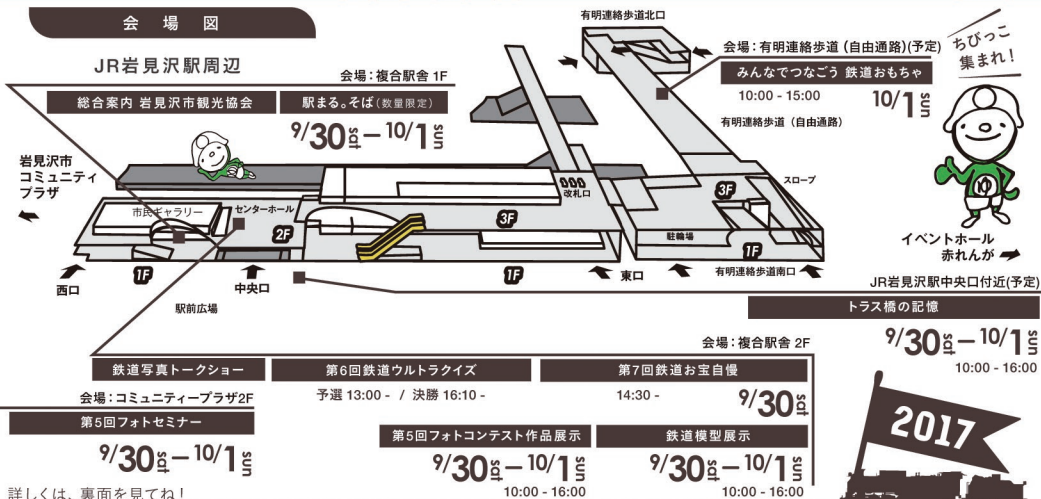 会場図
JR岩見沢駅周辺
会場：複合駅舎 1F
総合案内 岩見沢市観光協会
駅まる。そば(数量限定)
9/30 sat – 10/1 sun
有明連絡歩道北口
会場：有明連絡歩道（自由通路）(予定)
みんなでつなごう 鉄道おもちゃ
10:00 - 15:00
10/1 sun
有明連絡歩道（自由通路）
ちびっこ
集まれ！
岩見沢市
コミュニティ
プラザ
市民ギャラリー
センターホール
2F
3F
改札口
3F
スロープ
駐輪場
1F
1F
1F
西口
中央口
駅前広場
東口
有明連絡歩道南口
ゆ
イベントホール
赤れんが
JR岩見沢駅中央口付近(予定)
トラス橋の記憶
9/30 sat – 10/1 sun
10:00 - 16:00
会場：複合駅舎 2F
鉄道写真トークショー
第6回鉄道ウルトラクイズ
予選 13:00 - / 決勝 16:10 -
第7回鉄道お宝自慢
14:30 -
9/30 sat
会場：コミュニティープラザ2F
第5回フォトセミナー
9/30 sat – 10/1 sun
第5回フォトコンテスト作品展示
9/30 sat – 10/1 sun
10:00 - 16:00
鉄道模型展示
9/30 sat – 10/1 sun
10:00 - 16:00
2017
詳しくは、裏面を見てね！